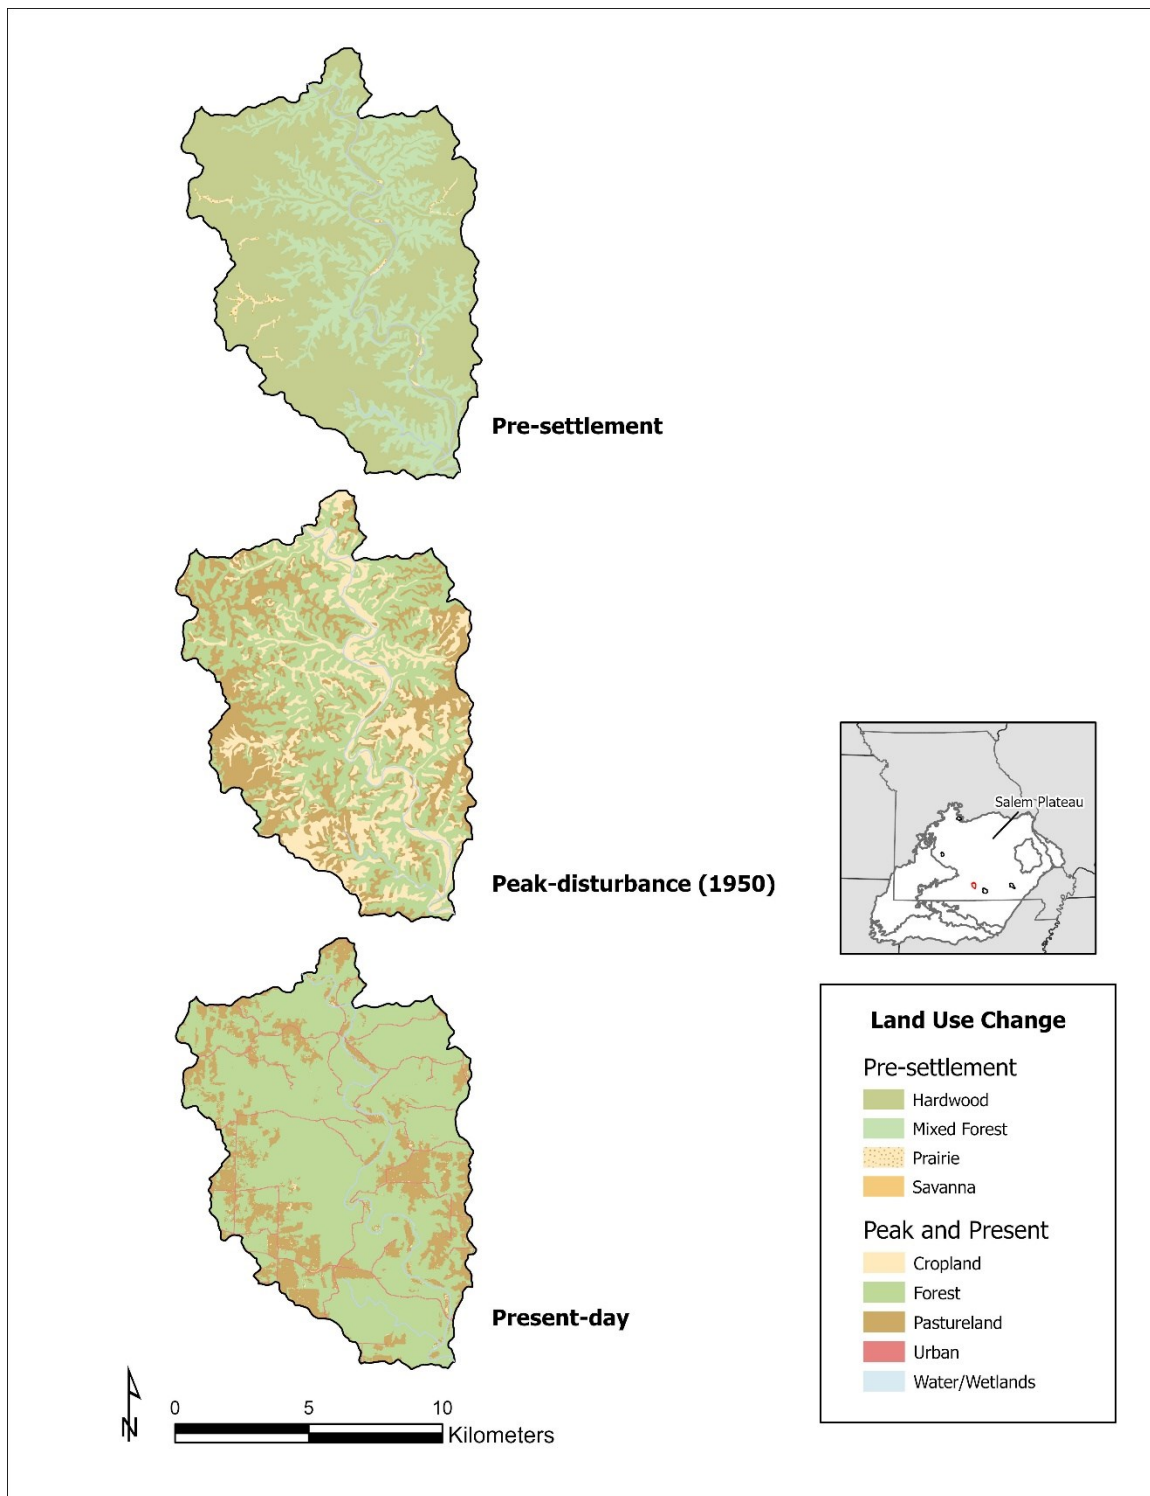 Pre-settlement
Peak-disturbance (1950)
Present-day
Salem Plateau
Land Use Change
Pre-settlement
Hardwood
Mixed Forest
Prairie
Savanna
Peak and Present
Cropland
Forest
Pastureland
Urban
Water/Wetlands
N
0 5 10
Kilometers